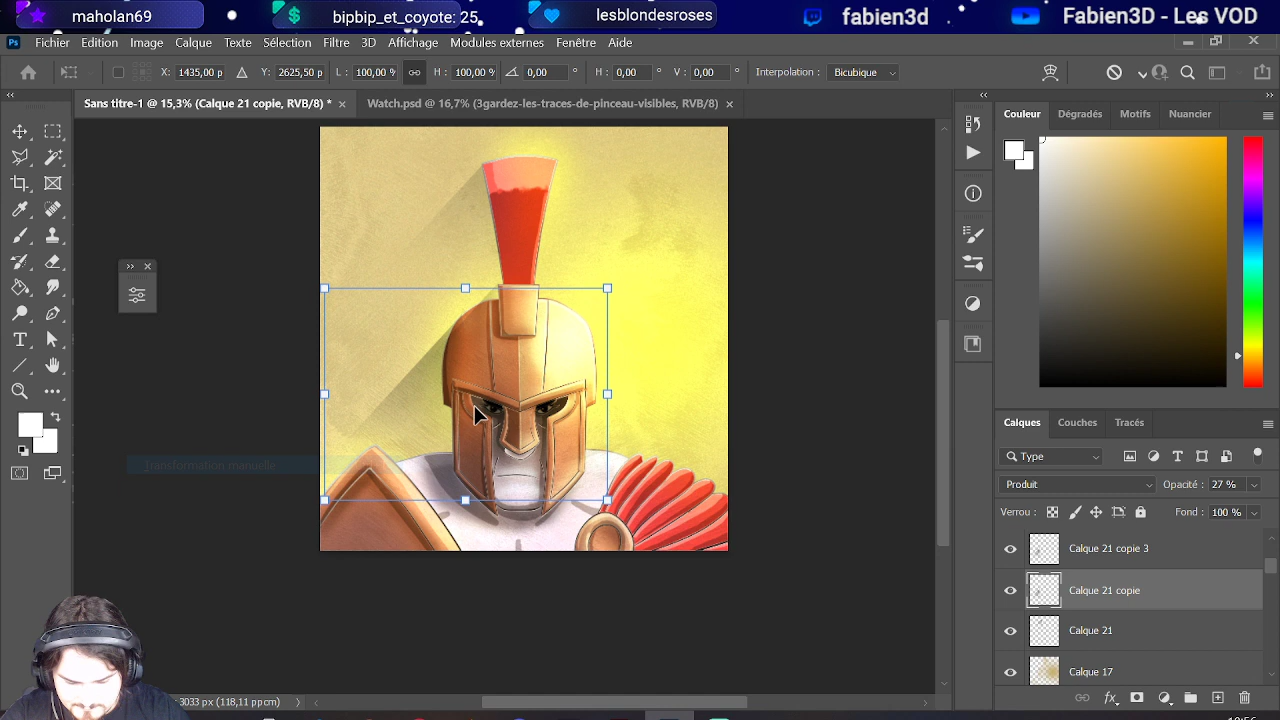 maholan69
bipbip_et_coyote: 25
lesblondesroses
fabien3d
Fabien3D - Les VOD
Ps
Fichier Edition Image Calque Texte Sélection Filtre 3D Affichage Modules externes Fenêtre Aide
X: 1435,00 p Y: 2625,50 p L: 100,00 % H: 100,00 % 0,00 ° H: 0,00 ° V: 0,00 ° Interpolation : Bicubique
Sans titre-1 @ 15,3% (Calque 21 copie, RVB/8) * × Watch.psd @ 16,7% (3gardez-les-traces-de-pinceau-visibles, RVB/8) ×
Couleur Dégradés Motifs Nuancier
Transformation manuelle
Calques Couches Tracés
Type
Produit Opacité : 27 %
Verrou : Fond : 100 %
Calque 21 copie 3
Calque 21 copie
Calque 21
Calque 17
fx
3033 px (118,11 ppcm)